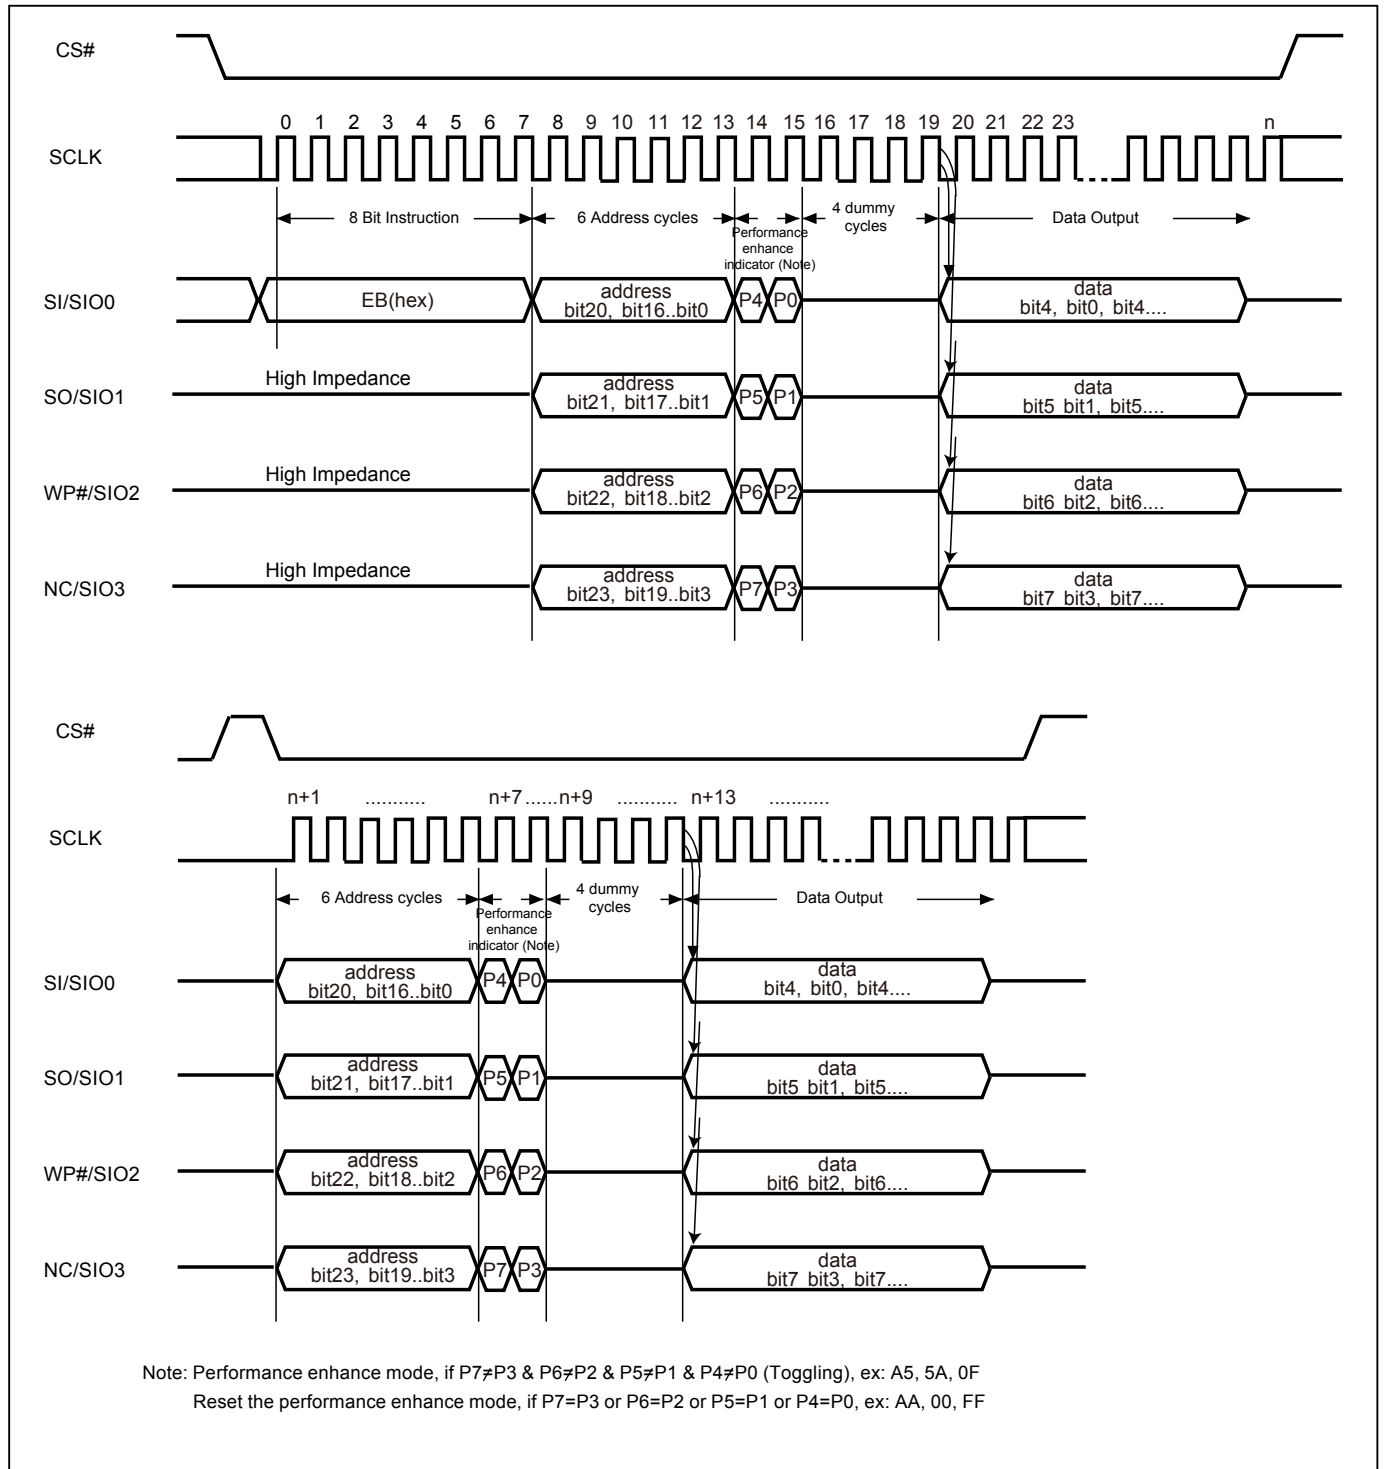 CS#
0 1 2 3 4 5 6 7 8 9 10 11 12 13 14 15 16 17 18 19 20 21 22 23 n
SCLK
8 Bit Instruction 6 Address cycles 4 dummy Data Output
cycles
Performance
enhance
indicator (Note)
SI/SIO0 EB(hex) address P4 P0 data
bit20, bit16..bit0 bit4, bit0, bit4....
SO/SIO1 High Impedance address P5 P1 data
bit21, bit17..bit1 bit5 bit1, bit5....
WP#/SIO2 High Impedance address P6 P2 data
bit22, bit18..bit2 bit6 bit2, bit6....
NC/SIO3 High Impedance address P7 P3 data
bit23, bit19..bit3 bit7 bit3, bit7....
CS#
n+1 ........... n+7 ......n+9 ........... n+13 ...........
SCLK
6 Address cycles 4 dummy Data Output
cycles
Performance
enhance
indicator (Note)
SI/SIO0 address P4 P0 data
bit20, bit16..bit0 bit4, bit0, bit4....
SO/SIO1 address P5 P1 data
bit21, bit17..bit1 bit5 bit1, bit5....
WP#/SIO2 address P6 P2 data
bit22, bit18..bit2 bit6 bit2, bit6....
NC/SIO3 address P7 P3 data
bit23, bit19..bit3 bit7 bit3, bit7....
Note: Performance enhance mode, if P7≠P3 & P6≠P2 & P5≠P1 & P4≠P0 (Toggling), ex: A5, 5A, 0F
Reset the performance enhance mode, if P7=P3 or P6=P2 or P5=P1 or P4=P0, ex: AA, 00, FF